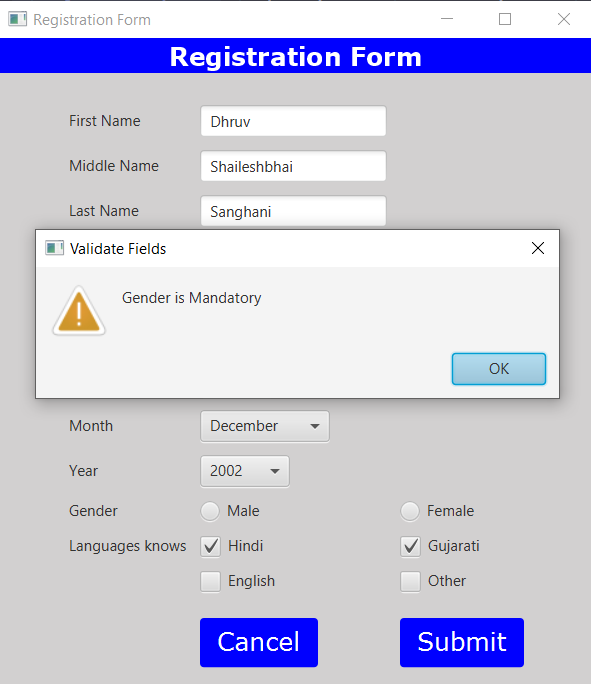 Registration Form
Registration Form
First Name Dhruv
Middle Name Shaileshbhai
Last Name Sanghani
Validate Fields
Gender is Mandatory
OK
Month December
Year 2002
Gender Male Female
Languages knows Hindi Gujarati
English Other
Cancel Submit